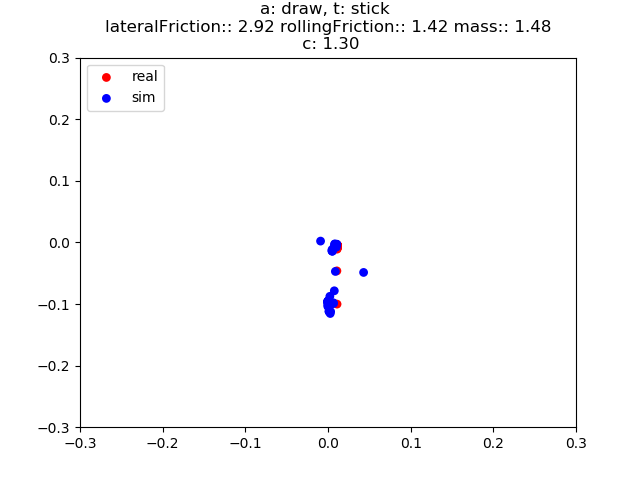 a: draw, t: stick
lateralFriction:: 2.92 rollingFriction:: 1.42 mass:: 1.48
c: 1.30
real
sim
0.3
0.2
0.1
0.0
−0.1
−0.2
−0.3
−0.3 −0.2 −0.1 0.0 0.1 0.2 0.3